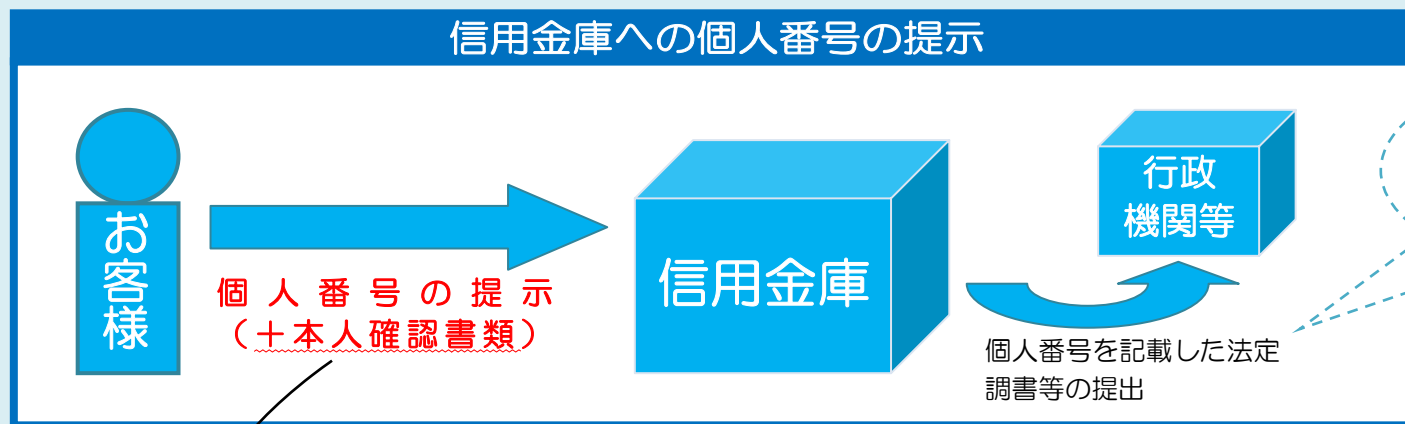 信用金庫への個人番号の提示
お客様
個人番号の提示
（＋本人確認書類）
信用金庫
行政
機関等
個人番号を記載した法定
調書等の提出